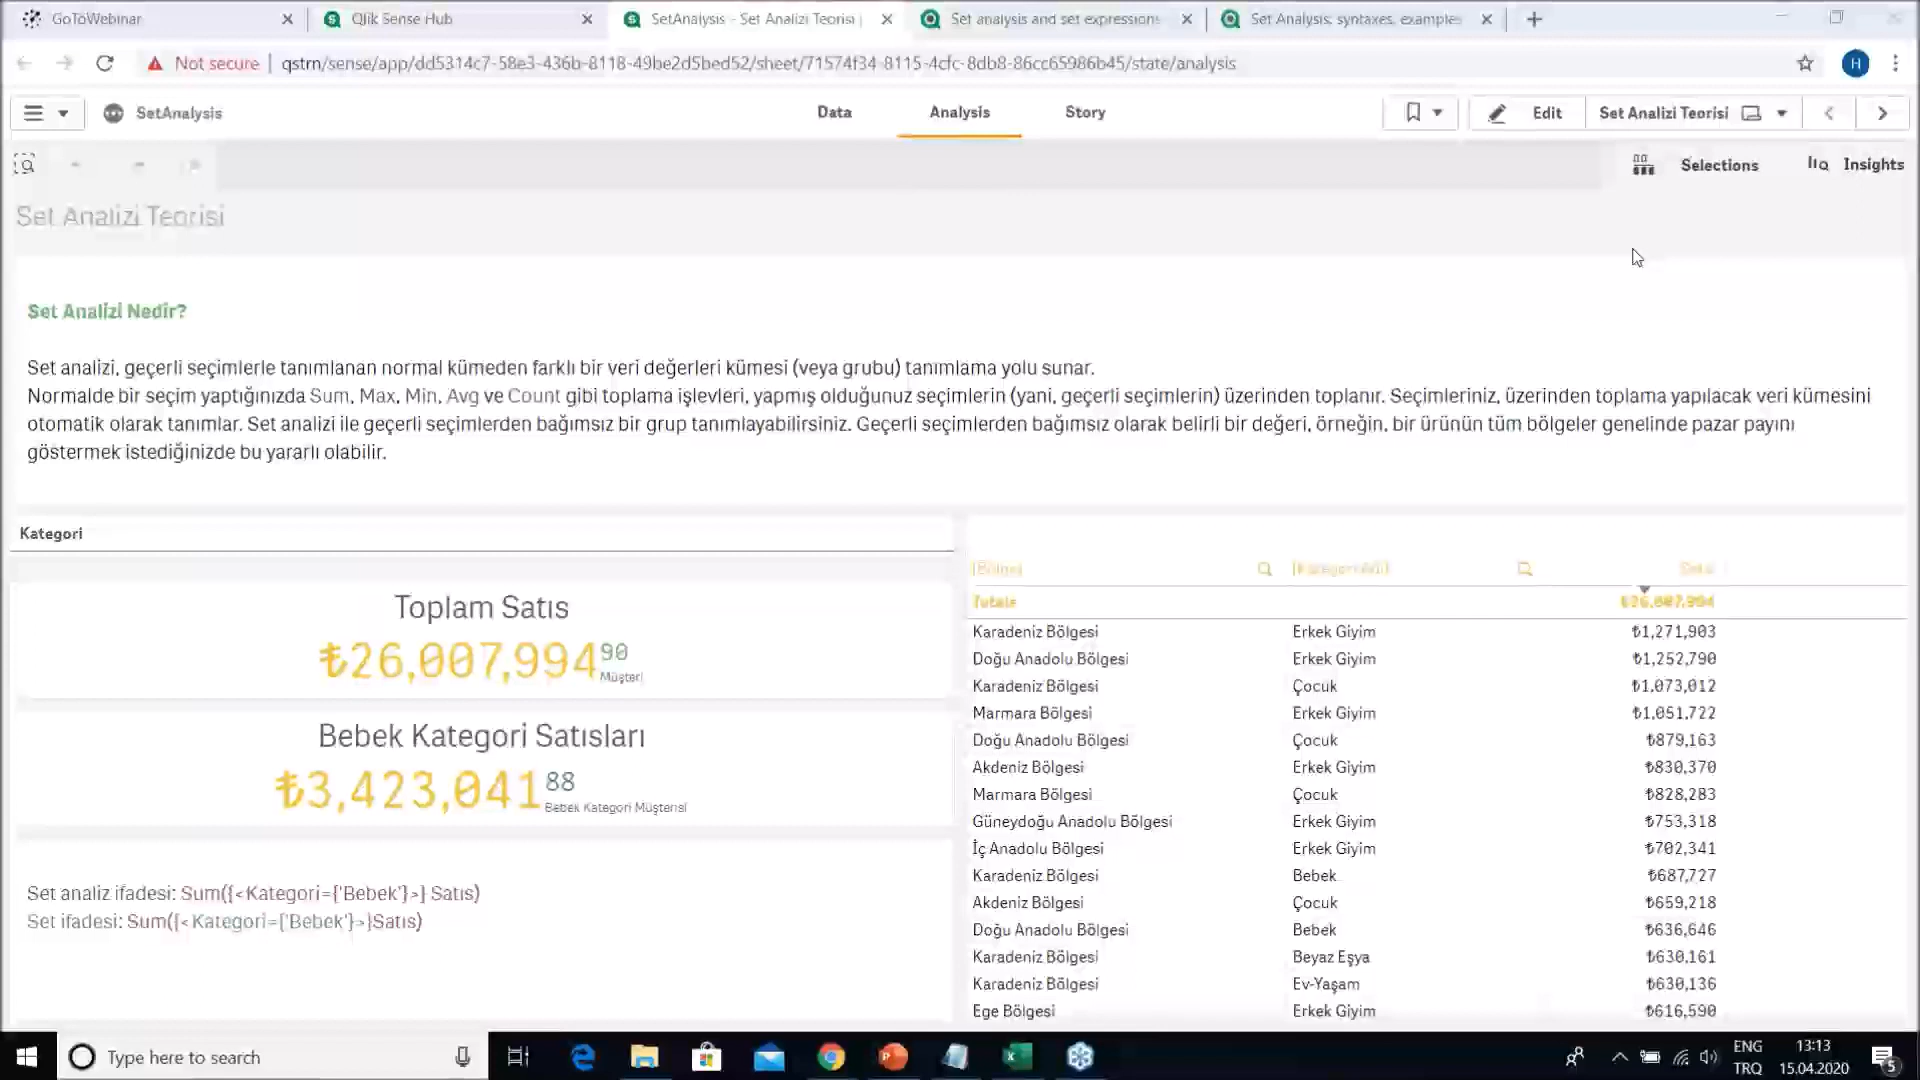 GoToWebinar
Qlik Sense Hub
SetAnalysis - Set Analizi Teorisi |
Set analysis and set expressions
Set Analysis: syntaxes, examples
Not secure
qstrn/sense/app/dd5314c7-58e3-436b-8118-49be2d5bed52/sheet/71574f34-8115-4cfc-8db8-86cc65986b45/state/analysis
H
SetAnalysis
Data
Analysis
Story
Edit
Set Analizi Teorisi
Selections
Insights
Set Analizi Teorisi
Set Analizi Nedir?
Set analizi, geçerli seçimlerle tanımlanan normal kümeden farklı bir veri değerleri kümesi (veya grubu) tanımlama yolu sunar.
Normalde bir seçim yaptığınızda Sum, Max, Min, Avg ve Count gibi toplama işlevleri, yapmış olduğunuz seçimlerin (yani, geçerli seçimlerin) üzerinden toplanır. Seçimleriniz, üzerinden toplama yapılacak veri kümesini
otomatik olarak tanımlar. Set analizi ile geçerli seçimlerden bağımsız bir grup tanımlayabilirsiniz. Geçerli seçimlerden bağımsız olarak belirli bir değeri, örneğin, bir ürünün tüm bölgeler genelinde pazar payını
göstermek istediğinizde bu yararlı olabilir.
Kategori
Toplam Satıs
₺26,007,994 90
Müşteri
Bebek Kategori Satısları
₺3,423,041 88
Bebek Kategori Müşterisi
Set analiz ifadesi: Sum({<Kategori={'Bebek'}>} Satıs)
Set ifadesi: Sum({<Kategori={'Bebek'}>}Satıs)
Totals ₺26,007,994
Karadeniz Bölgesi Erkek Giyim ₺1,271,903
Doğu Anadolu Bölgesi Erkek Giyim ₺1,252,790
Karadeniz Bölgesi Çocuk ₺1,073,012
Marmara Bölgesi Erkek Giyim ₺1,051,722
Doğu Anadolu Bölgesi Çocuk ₺879,163
Akdeniz Bölgesi Erkek Giyim ₺830,370
Marmara Bölgesi Çocuk ₺828,283
Güneydoğu Anadolu Bölgesi Erkek Giyim ₺753,318
İç Anadolu Bölgesi Erkek Giyim ₺702,341
Karadeniz Bölgesi Bebek ₺687,727
Akdeniz Bölgesi Çocuk ₺659,218
Doğu Anadolu Bölgesi Bebek ₺636,646
Karadeniz Bölgesi Beyaz Eşya ₺630,161
Karadeniz Bölgesi Ev-Yaşam ₺630,136
Ege Bölgesi Erkek Giyim ₺616,590
Type here to search
ENG
TRQ
13:13
15.04.2020
5